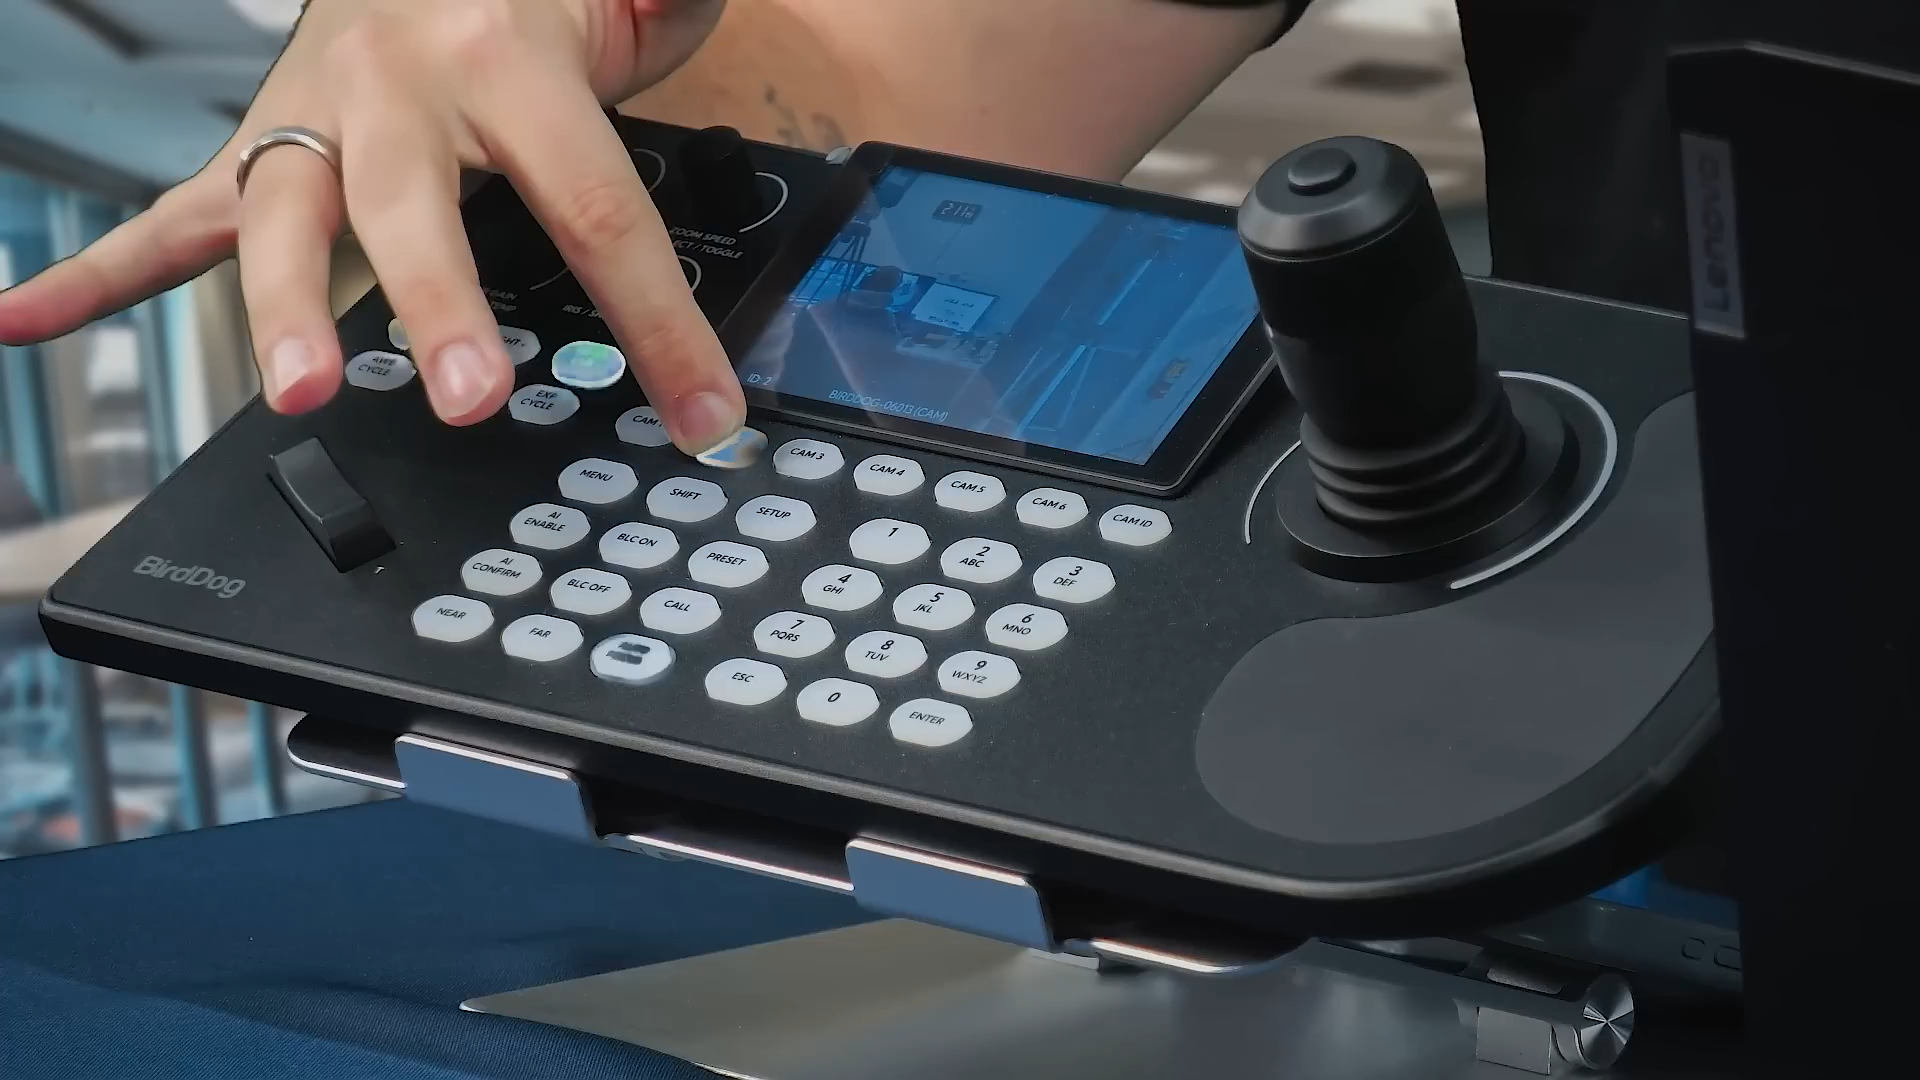 ZOOM SPEED
ECT / TOGGLE
Lenovo
ID: 2
BIRDDOG-06013 (CAM)
AWB
CYCLE
EXP
CYCLE
CAM
CAM 3
CAM 4
CAM 5
CAM 6
CAM ID
MENU
SHIFT
SETUP
1
2
ABC
3
DEF
AI
ENABLE
BLC ON
PRESET
4
GHI
5
JKL
6
MNO
AI
CONFIRM
BLC OFF
CALL
7
PQRS
8
TUV
9
WXYZ
NEAR
FAR
ESC
0
ENTER
BirdDog